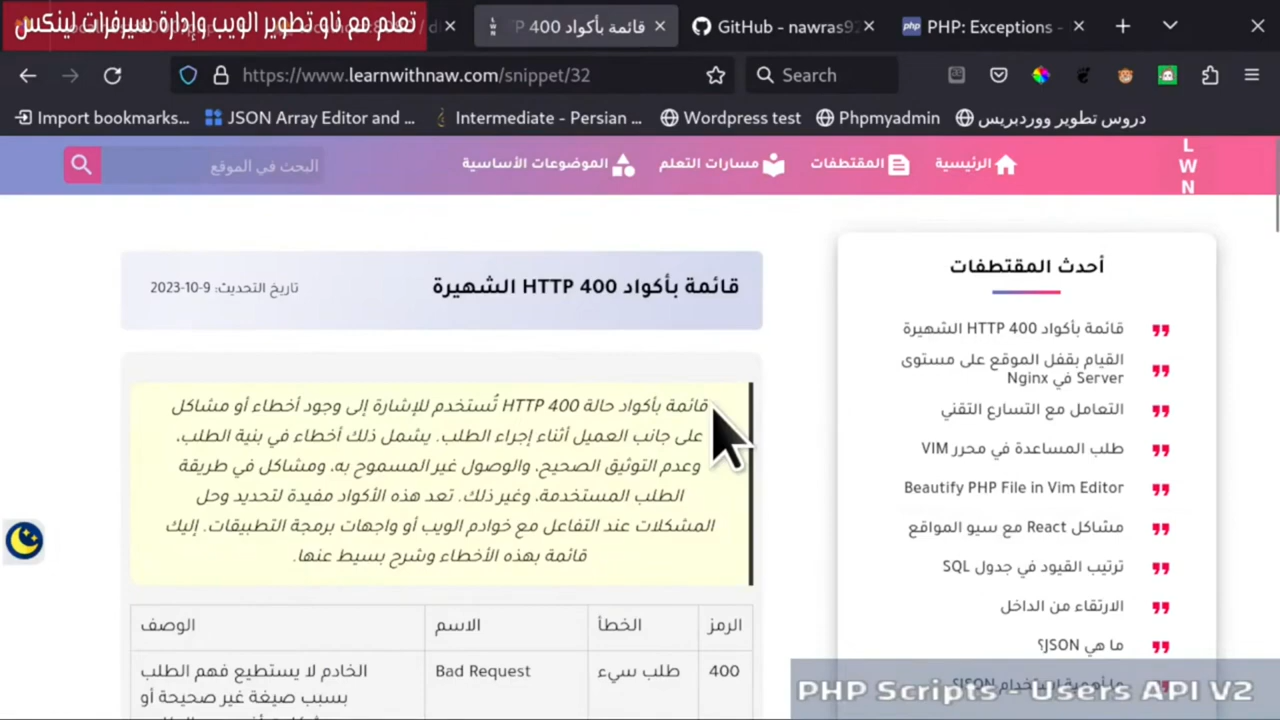 تعلم مع ناو تطوير الويب وإدارة سيرفرات لينكس
قائمة بأكواد 400
GitHub - nawras92
PHP: Exceptions -
https://www.learnwithnaw.com/snippet/32
Search
Import bookmarks...
JSON Array Editor and ...
Intermediate - Persian ...
Wordpress test
Phpmyadmin
دروس تطوير ووردبريس
L
W
N
الرئيسية
المقتطفات
مسارات التعلم
الموضوعات الأساسية
البحث في الموقع
قائمة بأكواد HTTP 400 الشهيرة
تاريخ التحديث: 9-10-2023
قائمة بأكواد حالة HTTP 400 تُستخدم للإشارة إلى وجود أخطاء أو مشاكل
على جانب العميل أثناء إجراء الطلب. يشمل ذلك أخطاء في بنية الطلب،
وعدم التوثيق الصحيح، والوصول غير المسموح به، ومشاكل في طريقة
الطلب المستخدمة، وغير ذلك. تعد هذه الأكواد مفيدة لتحديد وحل
المشكلات عند التفاعل مع خوادم الويب أو واجهات برمجة التطبيقات. إليك
قائمة بهذه الأخطاء وشرح بسيط عنها.
الرمز الخطأ الاسم الوصف
400 طلب سيء Bad Request الخادم لا يستطيع فهم الطلب
بسبب صيغة غير صحيحة أو
أحدث المقتطفات
قائمة بأكواد HTTP 400 الشهيرة
القيام بقفل الموقع على مستوى
Server في Nginx
التعامل مع التسارع التقني
طلب المساعدة في محرر VIM
Beautify PHP File in Vim Editor
مشاكل React مع سيو المواقع
ترتيب القيود في جدول SQL
الارتقاء من الداخل
ما هي JSON؟
ما أهمية استخدام JSON؟
PHP Scripts - Users API V2